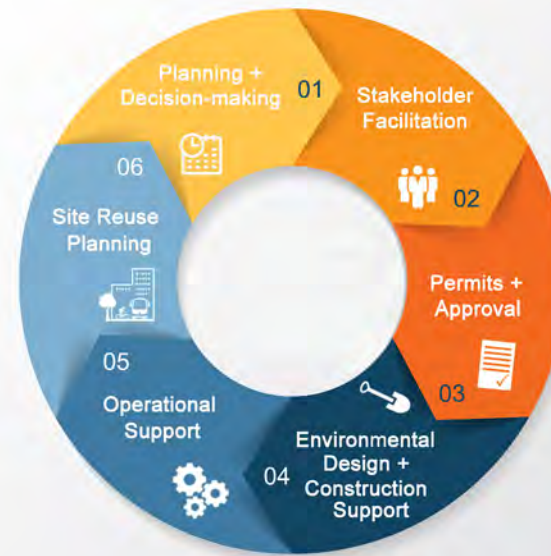 Planning +
Decision-making
01
Stakeholder
Facilitation
02
Permits +
Approval
03
Environmental
Design +
Construction
Support
04
Operational
Support
05
Site Reuse
Planning
06